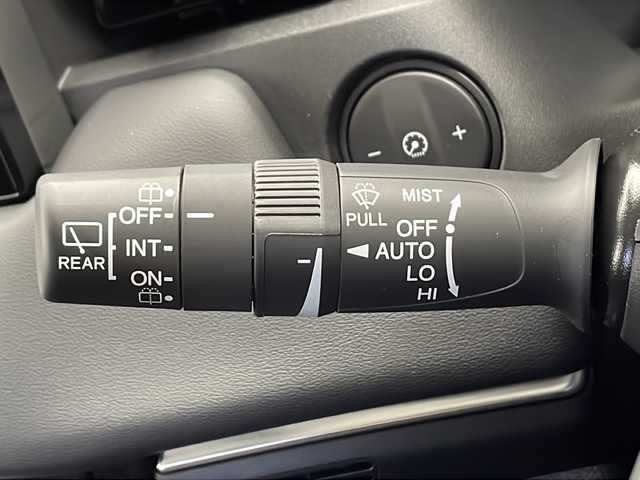 OFF
INT
ON
REAR
PULL
MIST
OFF
AUTO
LO
HI